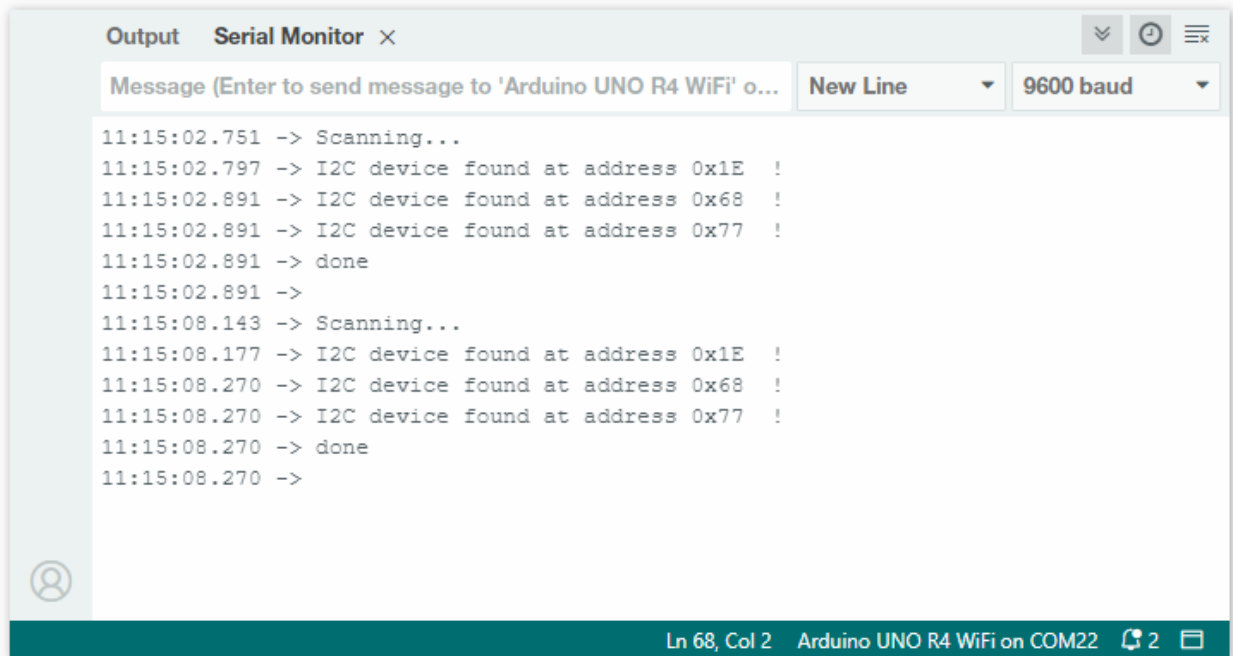 Output Serial Monitor ×
Message (Enter to send message to 'Arduino UNO R4 WiFi' o... New Line 9600 baud
11:15:02.751 -> Scanning...
11:15:02.797 -> I2C device found at address 0x1E  !
11:15:02.891 -> I2C device found at address 0x68  !
11:15:02.891 -> I2C device found at address 0x77  !
11:15:02.891 -> done
11:15:02.891 ->
11:15:08.143 -> Scanning...
11:15:08.177 -> I2C device found at address 0x1E  !
11:15:08.270 -> I2C device found at address 0x68  !
11:15:08.270 -> I2C device found at address 0x77  !
11:15:08.270 -> done
11:15:08.270 ->
Ln 68, Col 2 Arduino UNO R4 WiFi on COM22 2